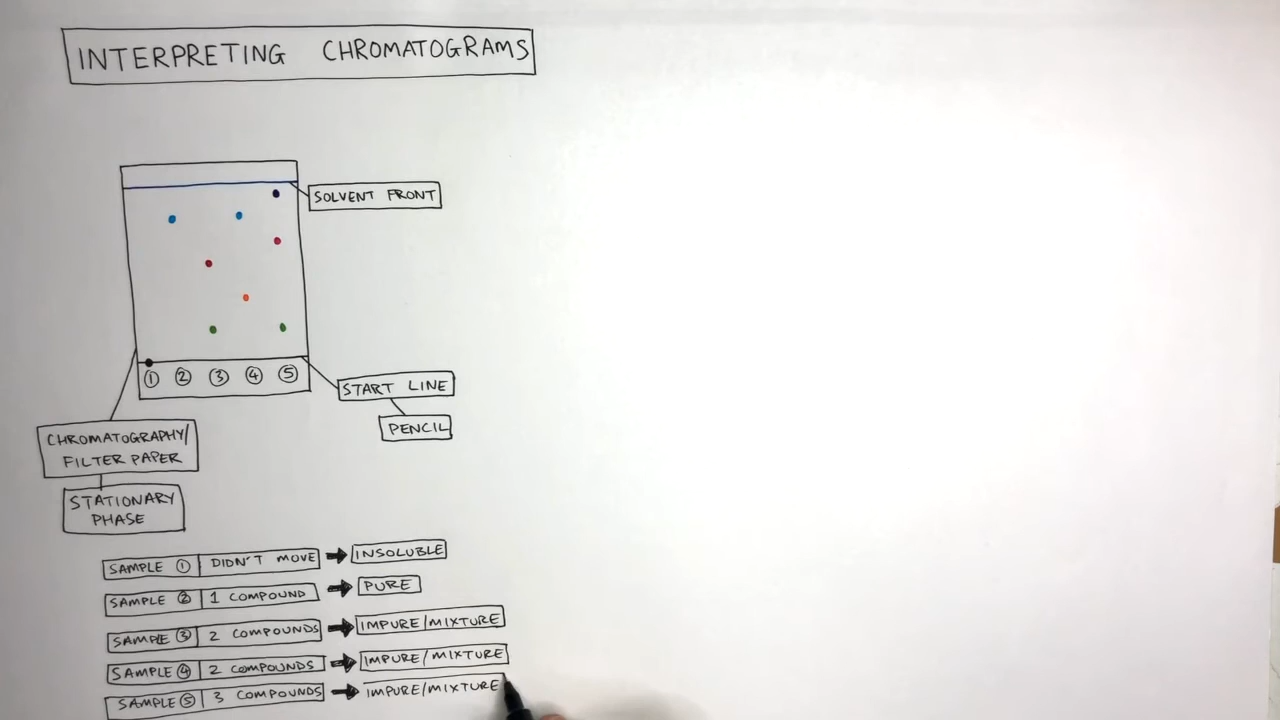 INTERPRETING CHROMATOGRAMS
SOLVENT FRONT
① ② ③ ④ ⑤
START LINE
PENCIL
CHROMATOGRAPHY/
FILTER PAPER
STATIONARY
PHASE
SAMPLE ① DIDN'T MOVE INSOLUBLE
SAMPLE ② 1 COMPOUND PURE
SAMPLE ③ 2 COMPOUNDS IMPURE/MIXTURE
SAMPLE ④ 2 COMPOUNDS IMPURE/MIXTURE
SAMPLE ⑤ 3 COMPOUNDS IMPURE/MIXTURE